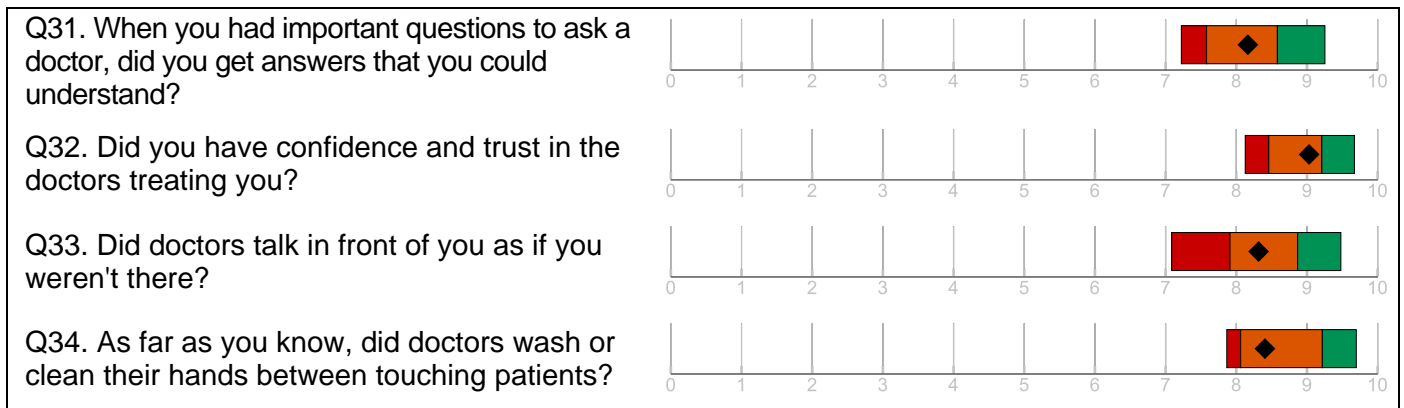 Q31. When you had important questions to ask a
doctor, did you get answers that you could
understand?
0 1 2 3 4 5 6 7 8 9 10
Q32. Did you have confidence and trust in the
doctors treating you?
0 1 2 3 4 5 6 7 8 9 10
Q33. Did doctors talk in front of you as if you
weren't there?
0 1 2 3 4 5 6 7 8 9 10
Q34. As far as you know, did doctors wash or
clean their hands between touching patients?
0 1 2 3 4 5 6 7 8 9 10